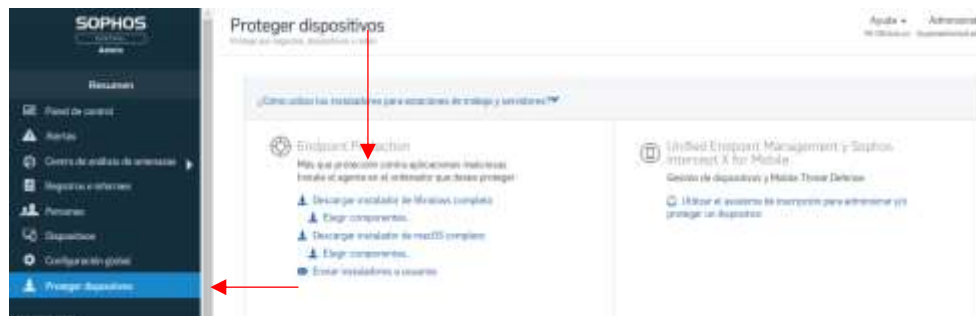 SOPHOS
Admin
Resumen
Panel de control
Alertas
Centro de análisis de amenazas
Registros e informes
Personas
Dispositivos
Configuración global
Proteger dispositivos
Proteger dispositivos
Ayuda
¿Cómo utilizo los instaladores para estaciones de trabajo y servidores?
Endpoint Protection
Más que protección contra aplicaciones maliciosas.
Instale el agente en el ordenador que desea proteger
Descargar instalador de Windows completo
Elegir componentes...
Descargar instalador de macOS completo
Elegir componentes...
Enviar instaladores a usuarios
Unified Endpoint Management y Sophos
Intercept X for Mobile
Gestión de dispositivos y Mobile Threat Defense
Utilizar el asistente de inscripción para administrar y/o
proteger un dispositivo